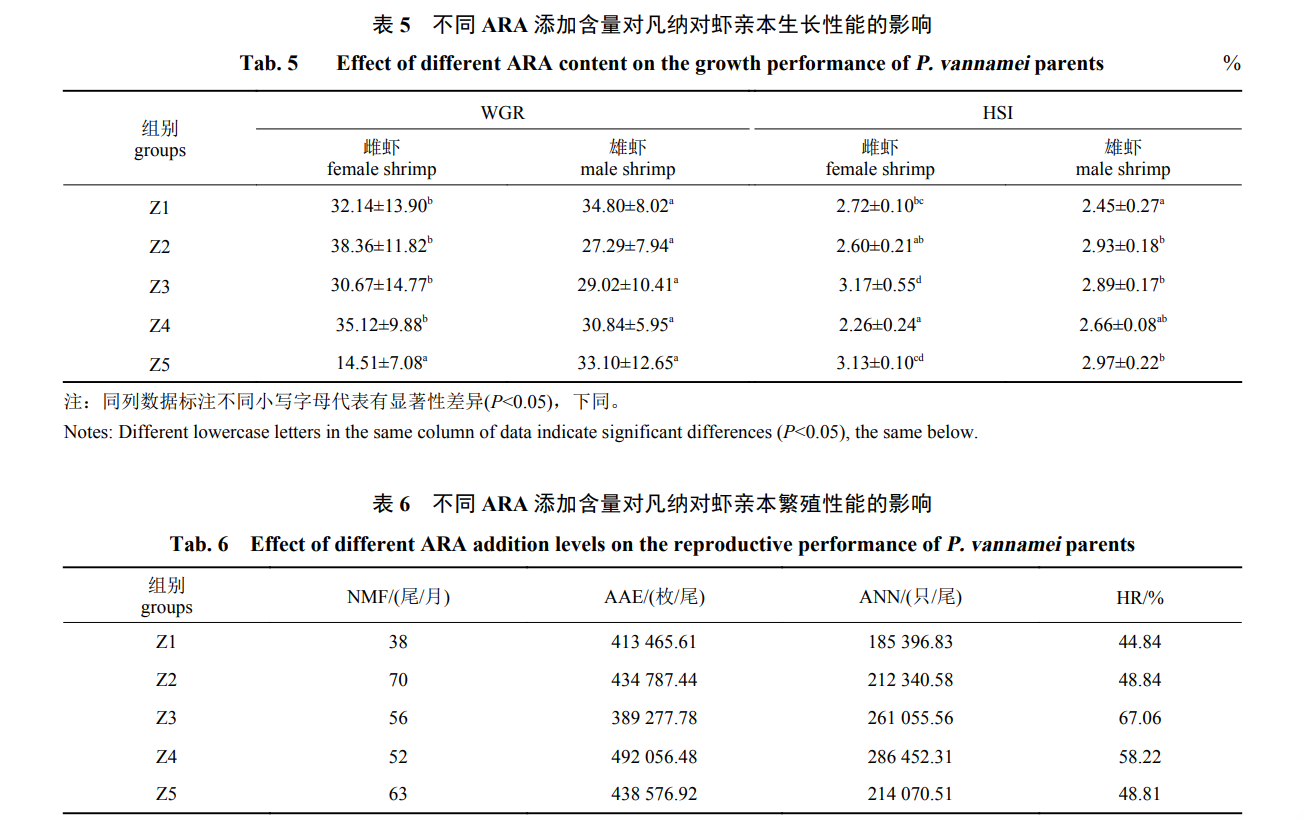 表 5 不同 ARA 添加含量对凡纳对虾亲本生长性能的影响
Tab. 5 Effect of different ARA content on the growth performance of P. vannamei parents %
组别 groups WGR HSI
雌虾 雄虾 雌虾 雄虾
female shrimp male shrimp female shrimp male shrimp
Z1 32.14±13.90b 34.80±8.02a 2.72±0.10bc 2.45±0.27a
Z2 38.36±11.82b 27.29±7.94a 2.60±0.21ab 2.93±0.18b
Z3 30.67±14.77b 29.02±10.41a 3.17±0.55d 2.89±0.17b
Z4 35.12±9.88b 30.84±5.95a 2.26±0.24a 2.66±0.08ab
Z5 14.51±7.08a 33.10±12.65a 3.13±0.10cd 2.97±0.22b
注：同列数据标注不同小写字母代表有显著性差异(P<0.05)，下同。
Notes: Different lowercase letters in the same column of data indicate significant differences (P<0.05), the same below.
表 6 不同 ARA 添加含量对凡纳对虾亲本繁殖性能的影响
Tab. 6 Effect of different ARA addition levels on the reproductive performance of P. vannamei parents
组别
groups NMF/(尾/月) AAE/(枚/尾) ANN/(只/尾) HR/%
Z1 38 413 465.61 185 396.83 44.84
Z2 70 434 787.44 212 340.58 48.84
Z3 56 389 277.78 261 055.56 67.06
Z4 52 492 056.48 286 452.31 58.22
Z5 63 438 576.92 214 070.51 48.81